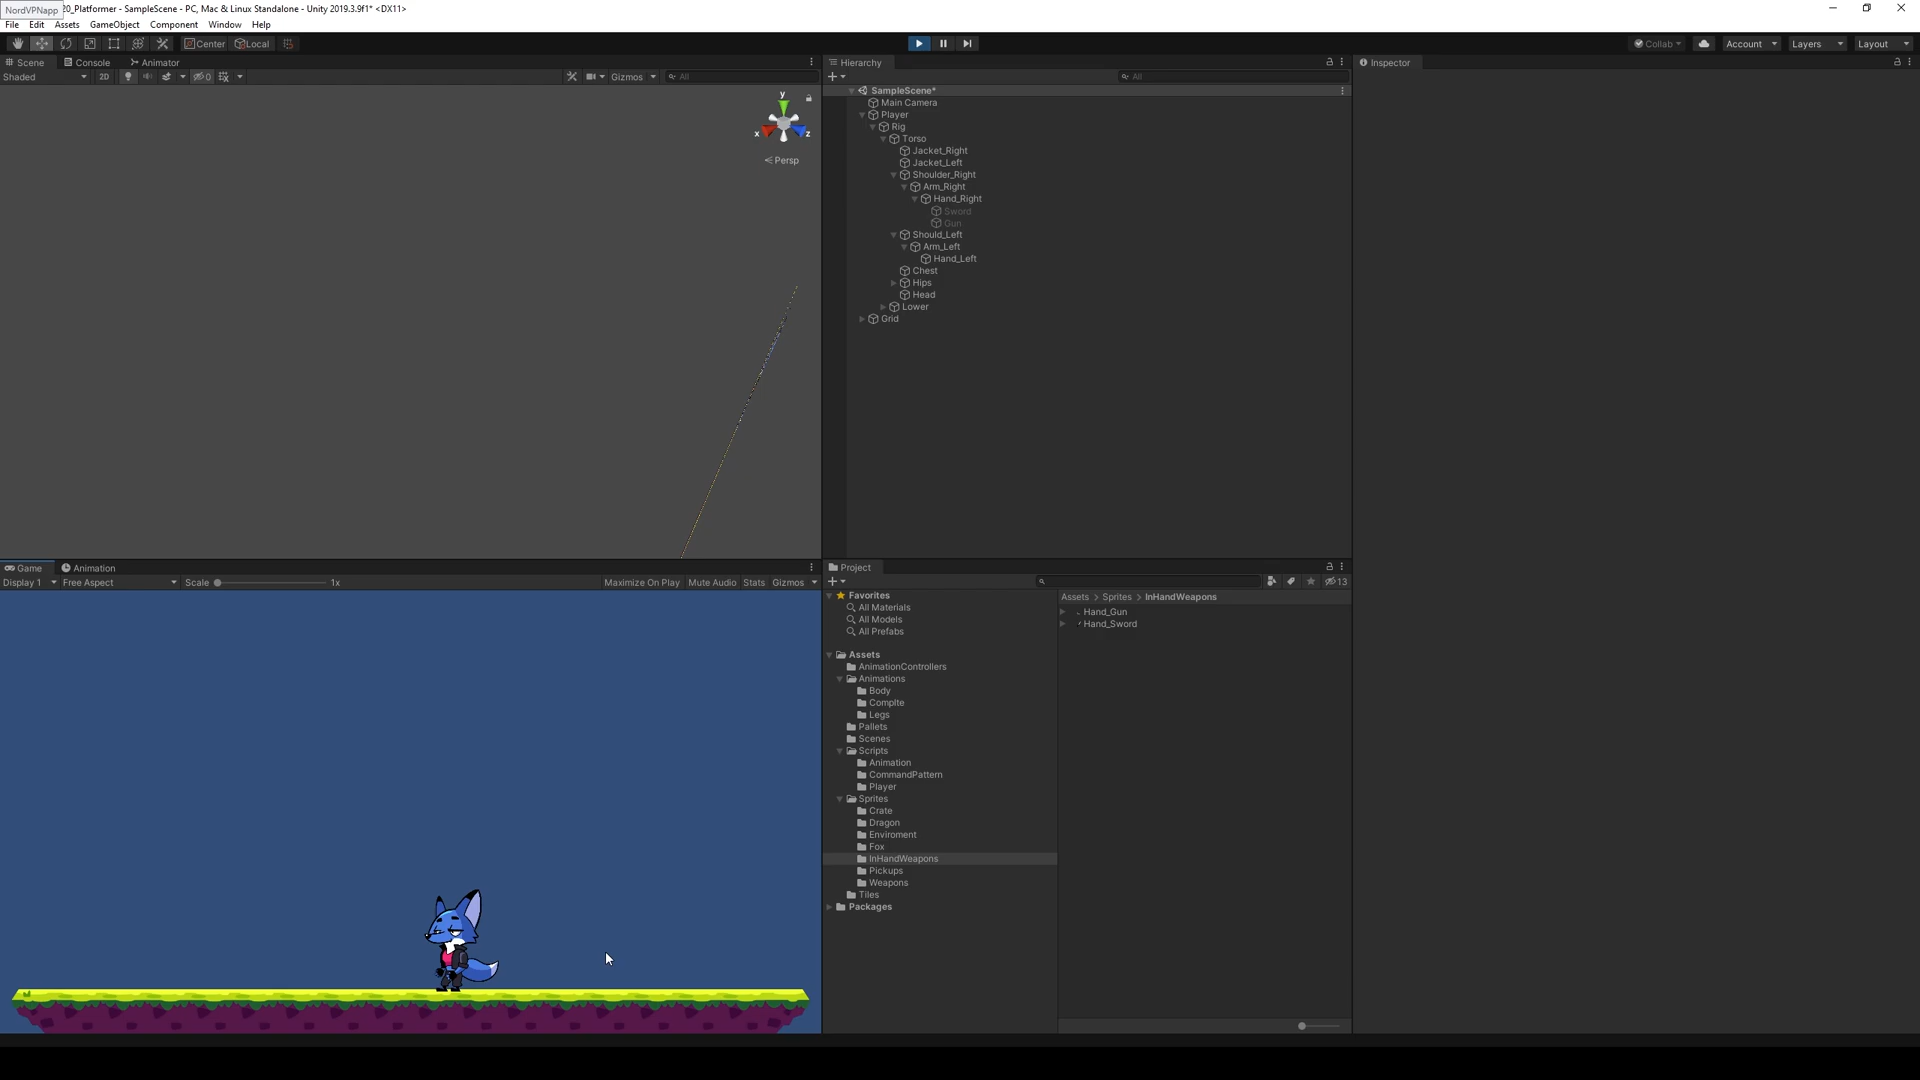 NordVPNapp
20_Platformer - SampleScene - PC, Mac & Linux Standalone - Unity 2019.3.9f1* <DX11>
File Edit Assets GameObject Component Window Help
Center Local
Collab Account Layers Layout
Scene Console Animator
Shaded 2D 0 Gizmos All
y
x z
Persp
Hierarchy
All
SampleScene*
Main Camera
Player
Rig
Torso
Jacket_Right
Jacket_Left
Shoulder_Right
Arm_Right
Hand_Right
Sword
Gun
Should_Left
Arm_Left
Hand_Left
Chest
Hips
Head
Lower
Grid
Inspector
Game Animation
Display 1 Free Aspect Scale 1x Maximize On Play Mute Audio Stats Gizmos
Project
13
Favorites
All Materials
All Models
All Prefabs
Assets
AnimationControllers
Animations
Body
Complte
Legs
Pallets
Scenes
Scripts
Animation
CommandPattern
Player
Sprites
Crate
Dragon
Enviroment
Fox
InHandWeapons
Pickups
Weapons
Tiles
Packages
Assets > Sprites > InHandWeapons
Hand_Gun
Hand_Sword